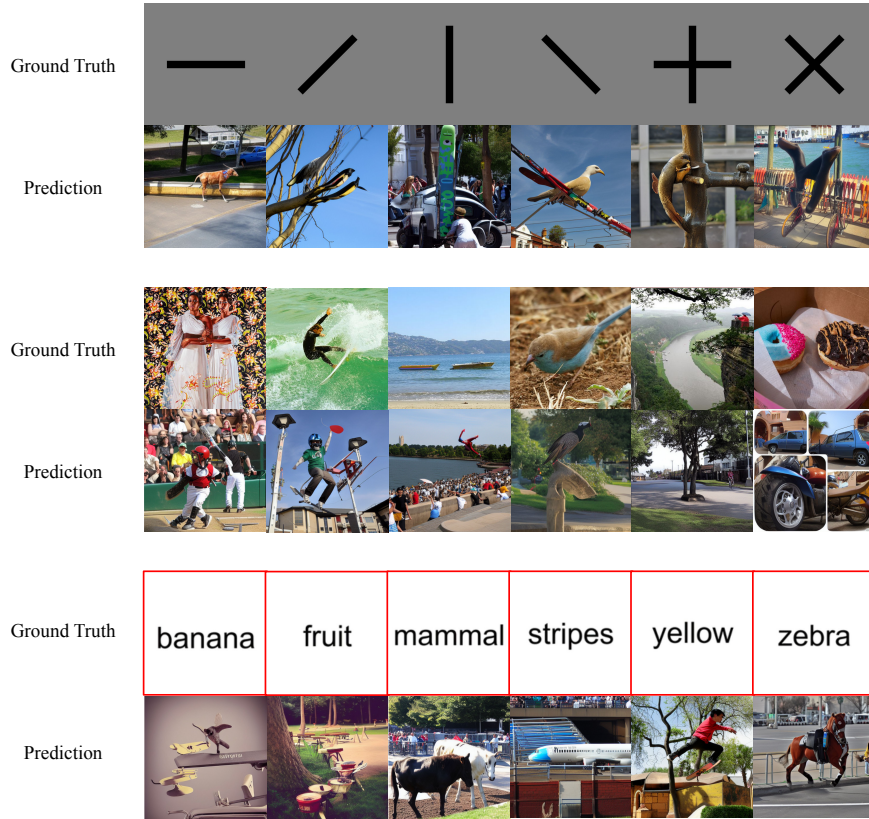 Ground Truth
Prediction
Ground Truth
Prediction
Ground Truth
banana fruit mammal stripes yellow zebra
Prediction